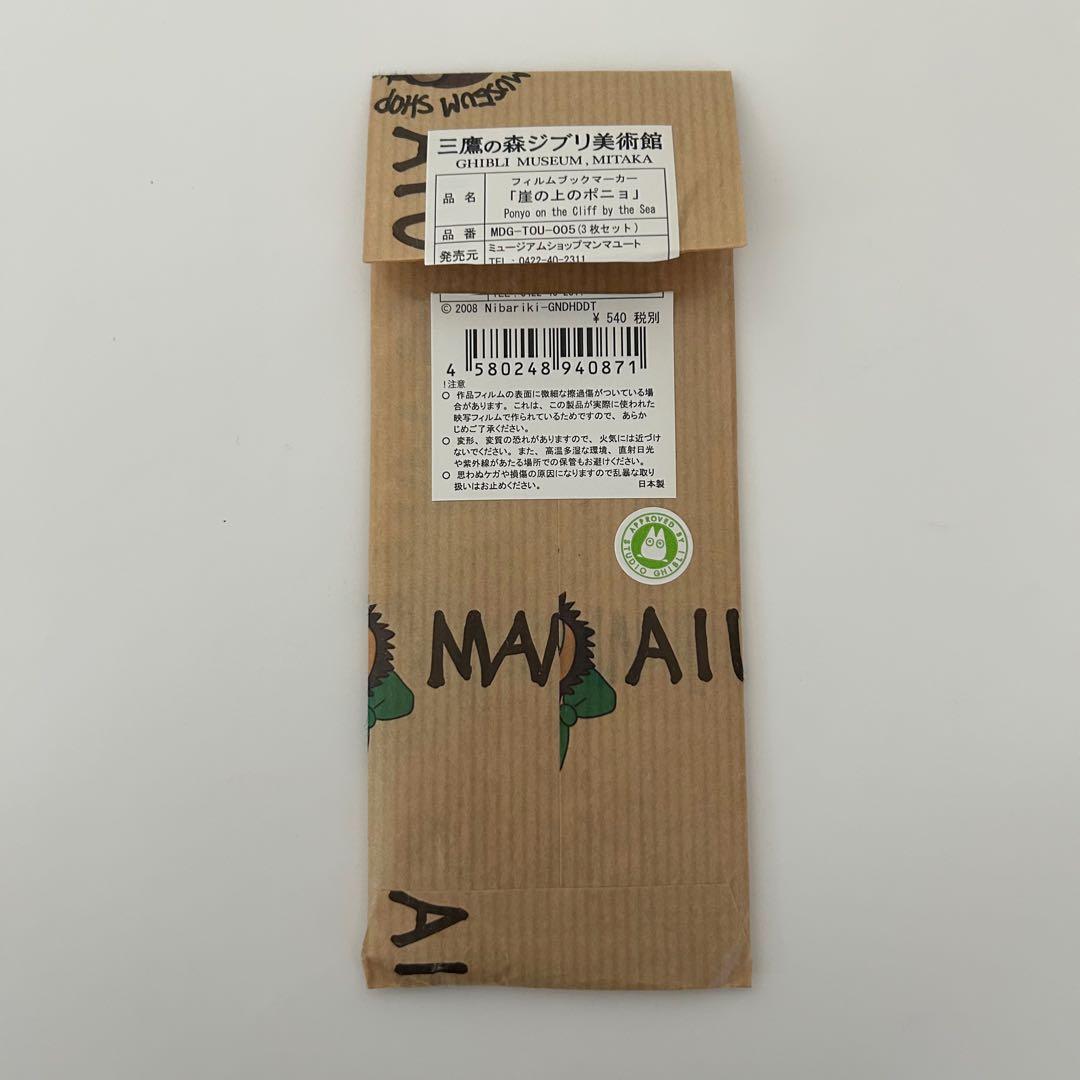 MUSEUM SHOP
AIU
三鷹の森ジブリ美術館
GHIBLI MUSEUM, MITAKA
品名 フィルムブックマーカー
「崖の上のポニョ」
Ponyo on the Cliff by the Sea
品番 MDG-TOU-005(3枚セット)
発売元 ミュージアムショップマンマユート
TEL : 0422-40-2311
© 2008 Nibariki-GNDHDDT
¥ 540 税別
4 580248 940871
!注意
○ 作品フィルムの表面に微細な擦過傷がついている場
合があります。これは、この製品が実際に使われた
映写フィルムで作られているためですので、あらか
じめご了承ください。
○ 変形、変質の恐れがありますので、火気には近づけ
ないでください。また、高温多湿な環境、直射日光
や紫外線があたる場所での保管もお避けください。
○ 思わぬケガや損傷の原因になりますので乱暴な取り
扱いはお止めください。
日本製
APPROVED BY
STUDIO GHIBLI
MAN AIU
AI